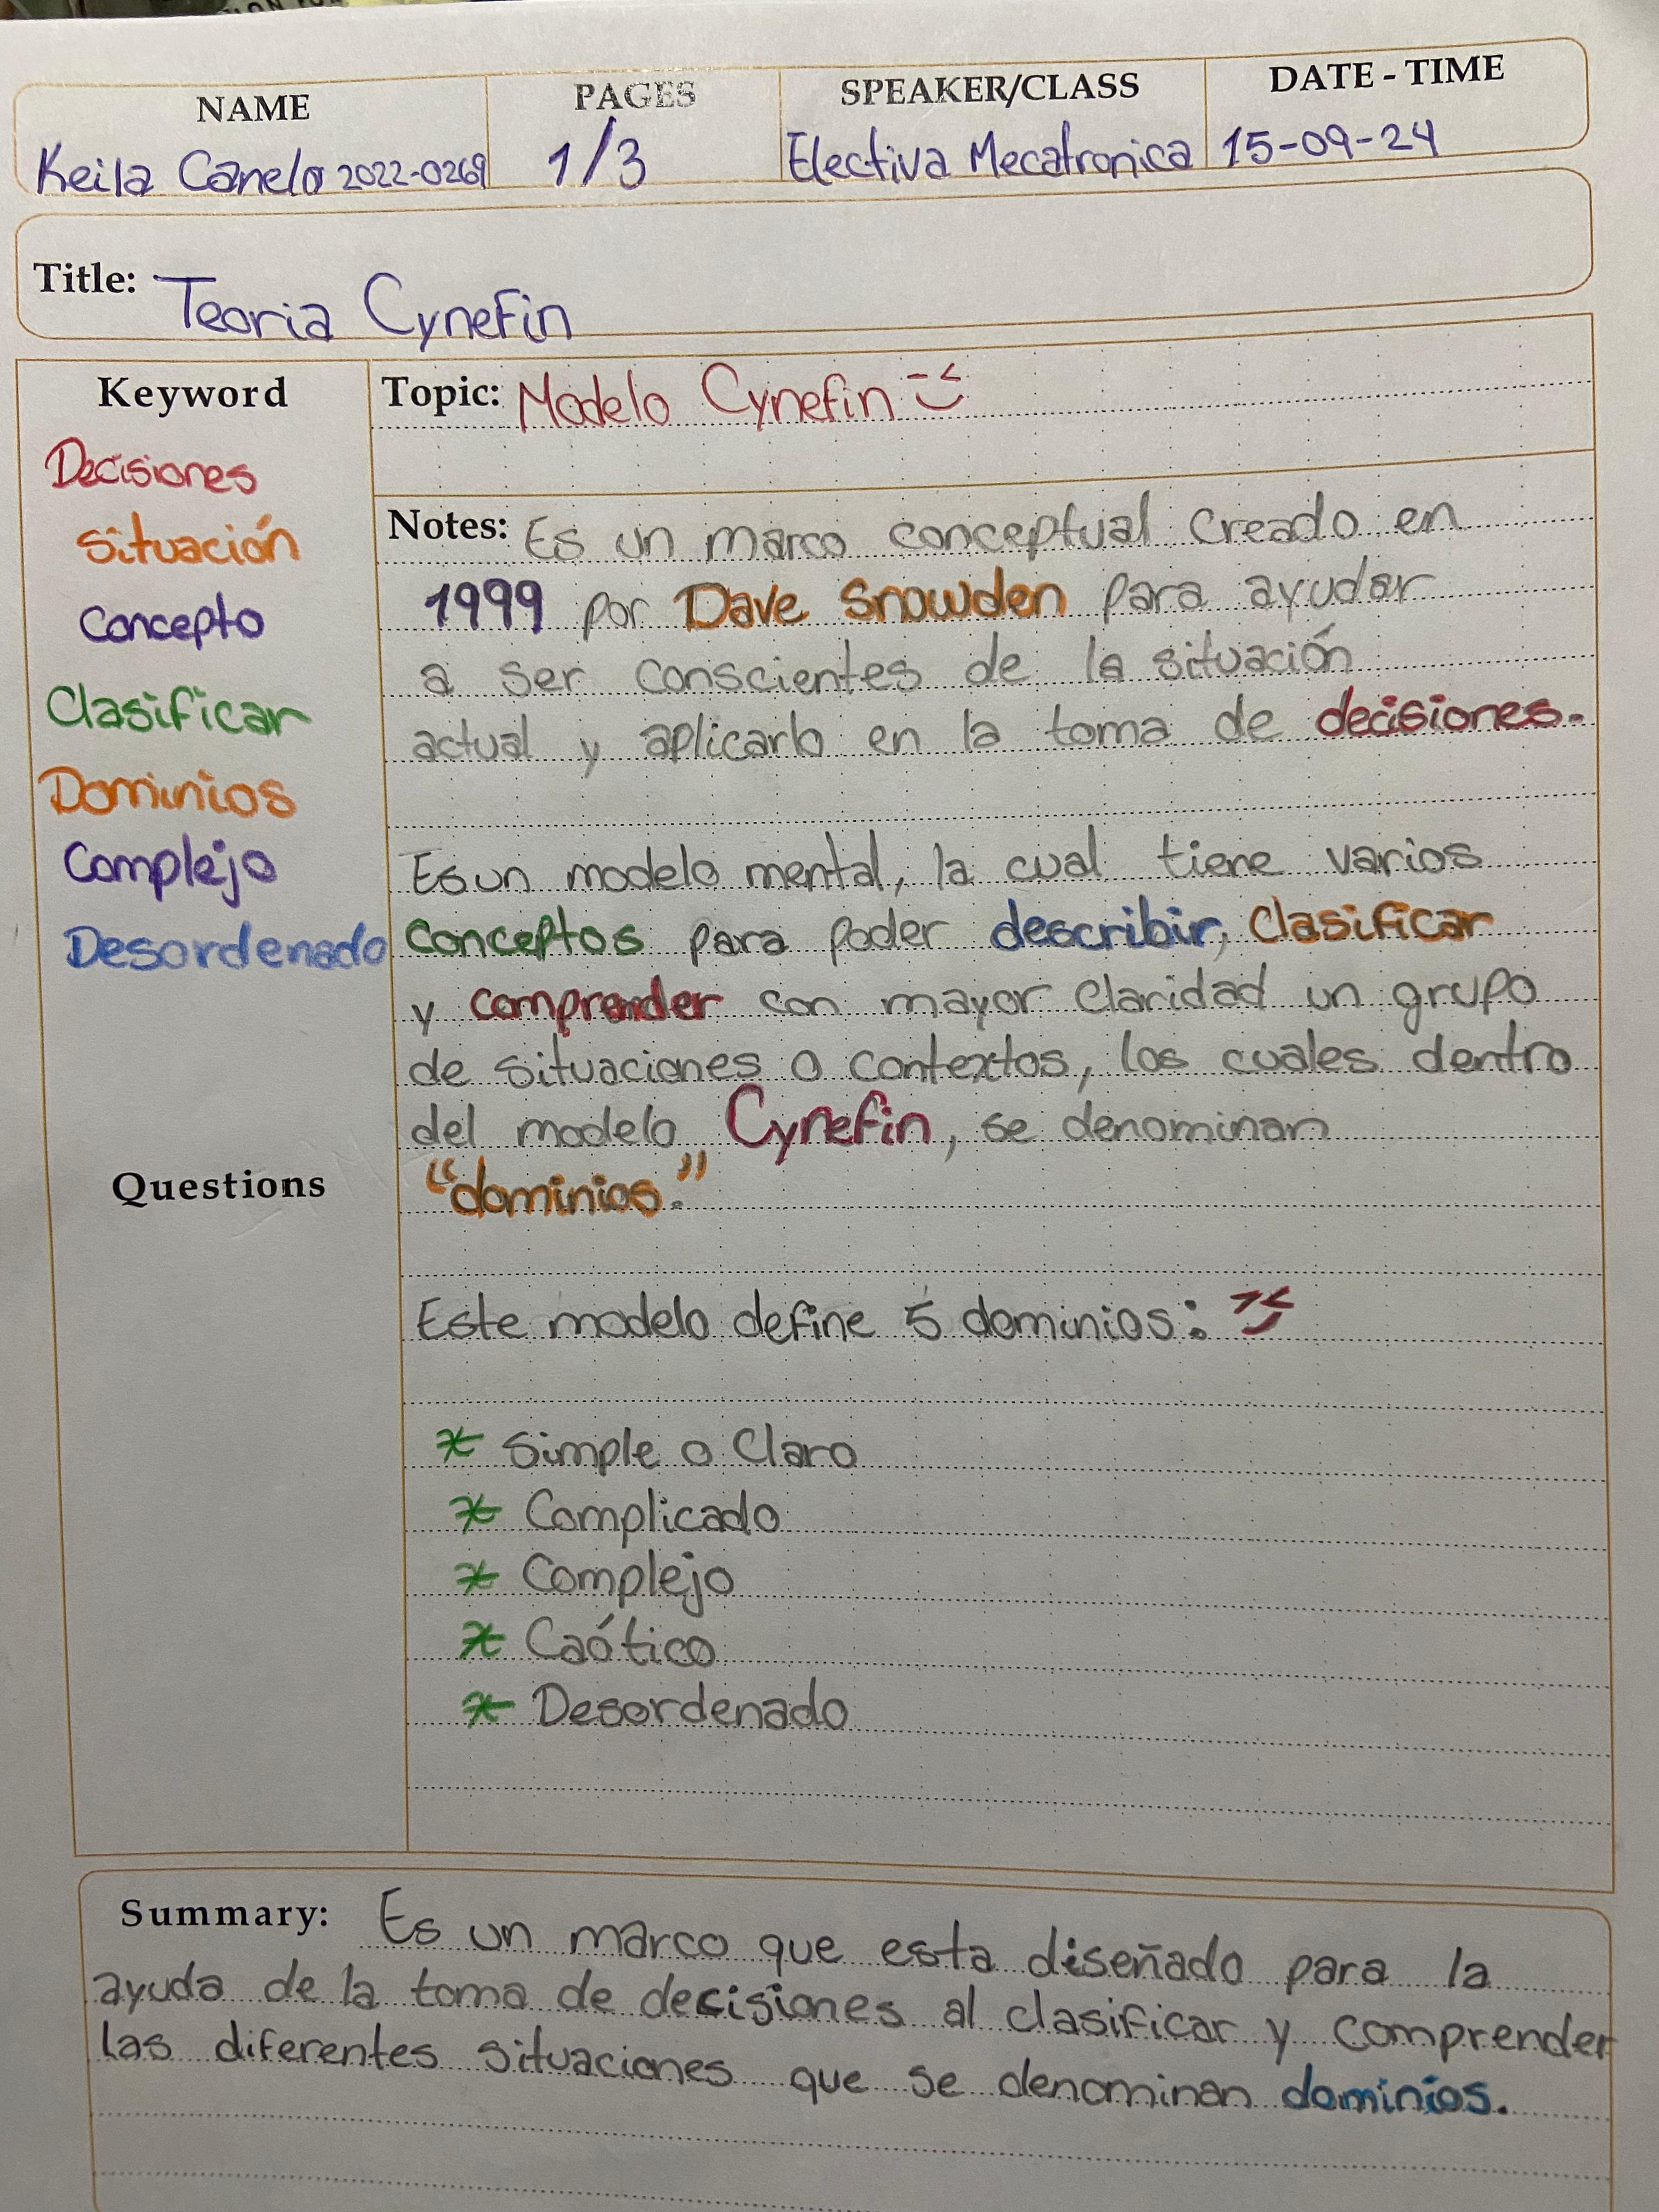 NAME
PAGES
SPEAKER/CLASS
DATE - TIME
Keila Canelo 2022-0269
1/3
Electiva Mecatronica
15-09-24
Title: Teoria Cynefin
Keyword
Decisiones
Situación
Concepto
Clasificar
Dominios
Complejo
Desordenado
Questions
Topic: Modelo Cynefin
Notes: Es un marco conceptual creado en
1999 por Dave Snowden para ayudar
a ser conscientes de la situación
actual y aplicarlo en la toma de decisiones.
Es un modelo mental, la cual tiene varios
conceptos para poder describir, clasificar
y comprender con mayor claridad un grupo
de situaciones o contextos, los cuales dentro
del modelo Cynefin, se denominan
"dominios."
Este modelo define 5 dominios:
* Simple o Claro
* Complicado
* Complejo
* Caótico
* Desordenado
Summary: Es un marco que esta diseñado para la
ayuda de la toma de decisiones al clasificar y comprender
las diferentes situaciones que se denominan dominios.